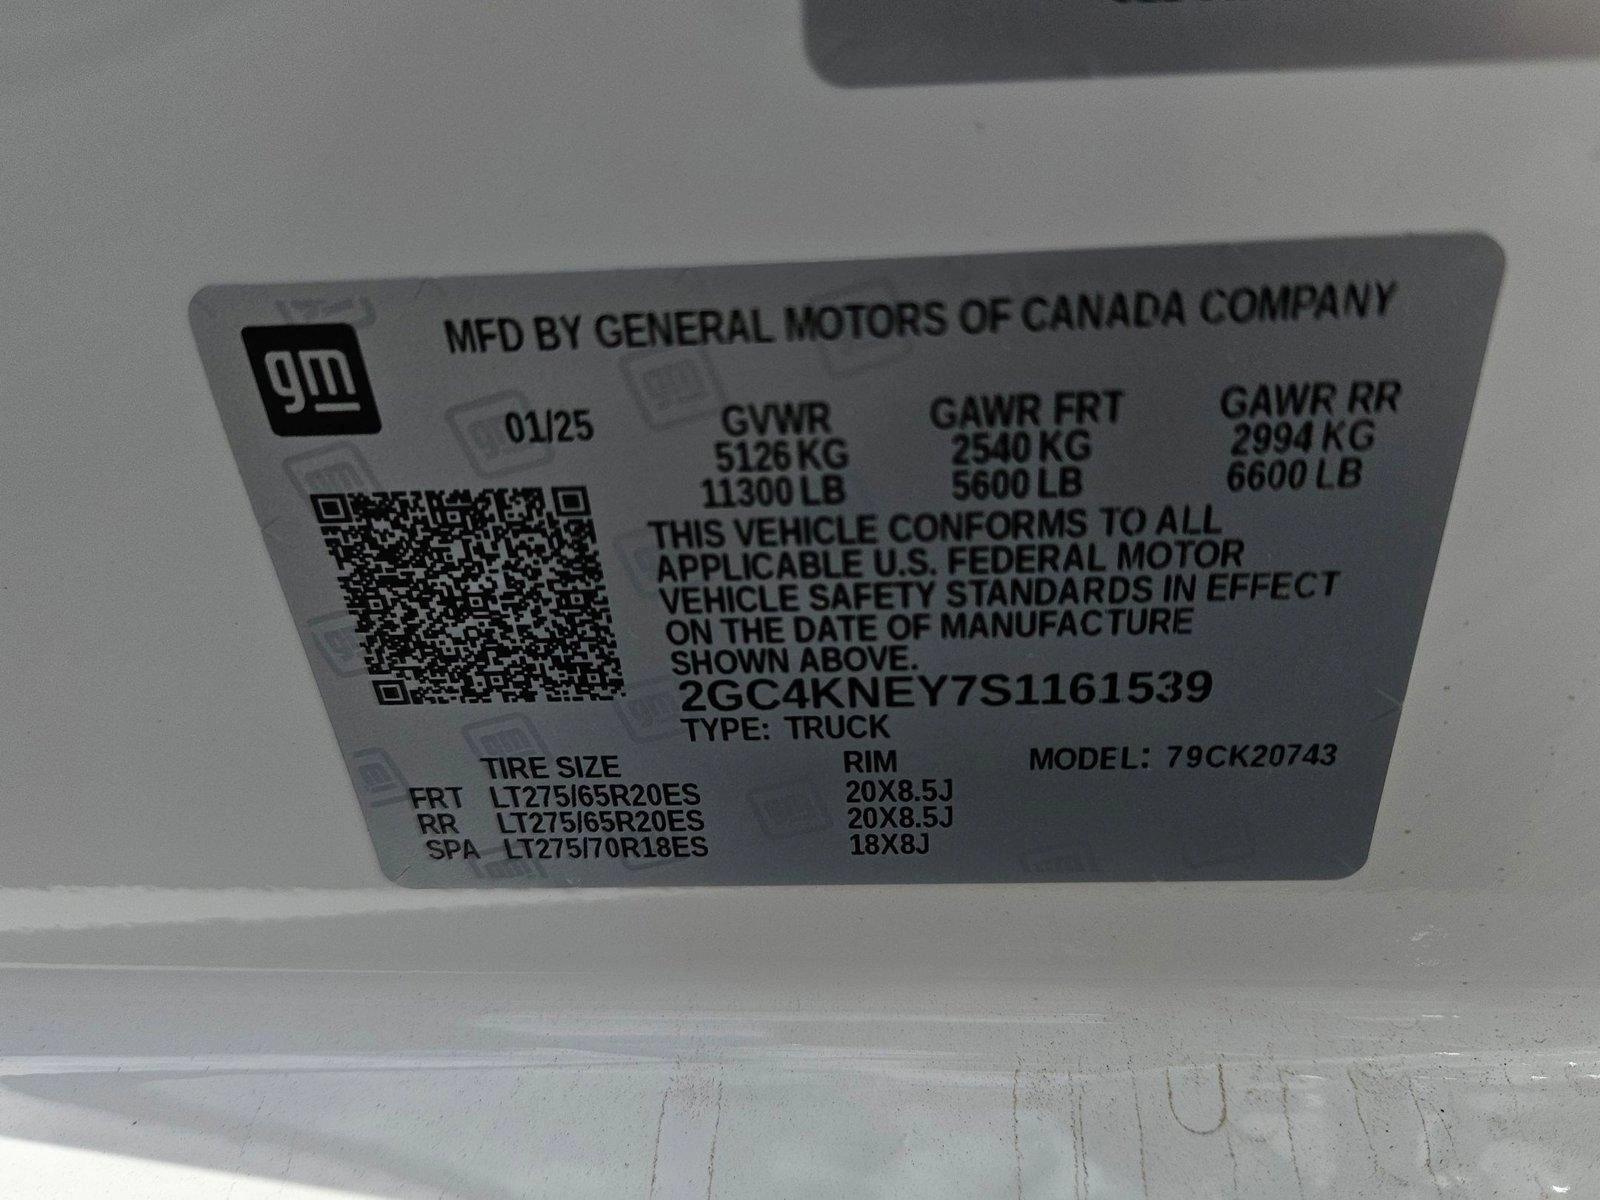 gm
MFD BY GENERAL MOTORS OF CANADA COMPANY
01/25
GVWR GAWR FRT GAWR RR
5126 KG 2540 KG 2994 KG
11300 LB 5600 LB 6600 LB
THIS VEHICLE CONFORMS TO ALL
APPLICABLE U.S. FEDERAL MOTOR
VEHICLE SAFETY STANDARDS IN EFFECT
ON THE DATE OF MANUFACTURE
SHOWN ABOVE.
2GC4KNEY7S1161539
TYPE: TRUCK
TIRE SIZE RIM MODEL: 79CK20743
FRT LT275/65R20ES 20X8.5J
RR LT275/65R20ES 20X8.5J
SPA LT275/70R18ES 18X8J